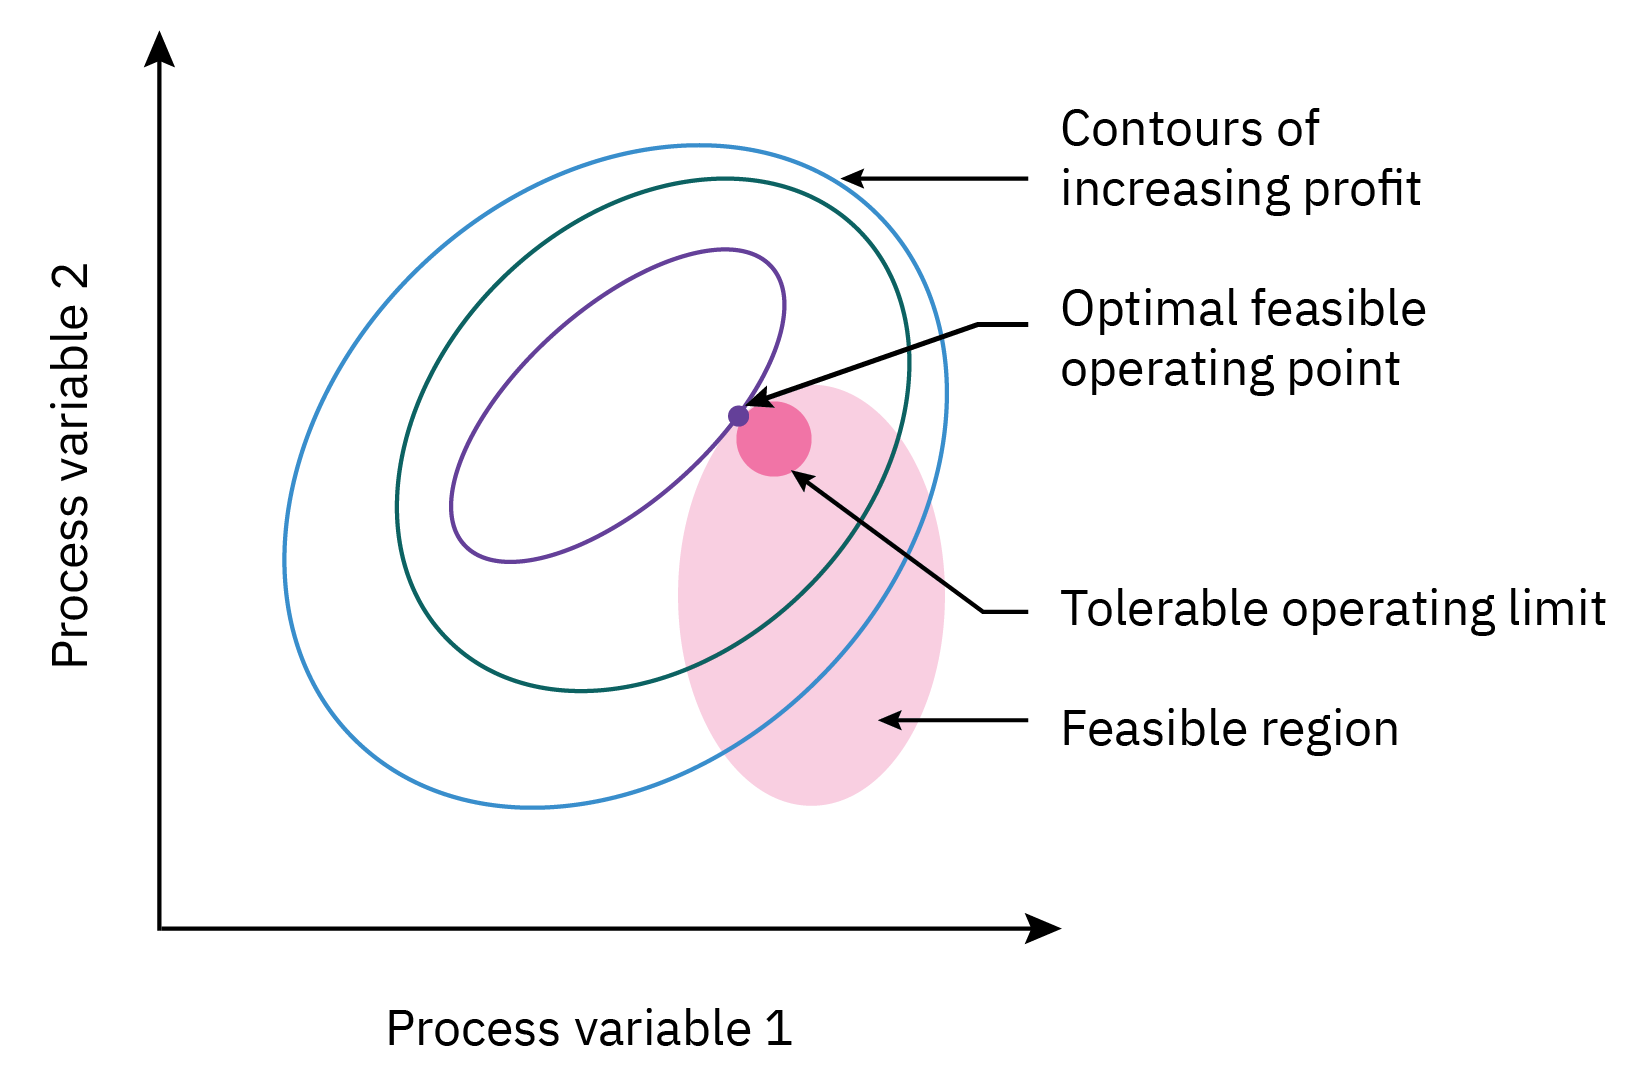 Contours of
increasing profit
Optimal feasible
operating point
Tolerable operating limit
Feasible region
Process variable 2
Process variable 1